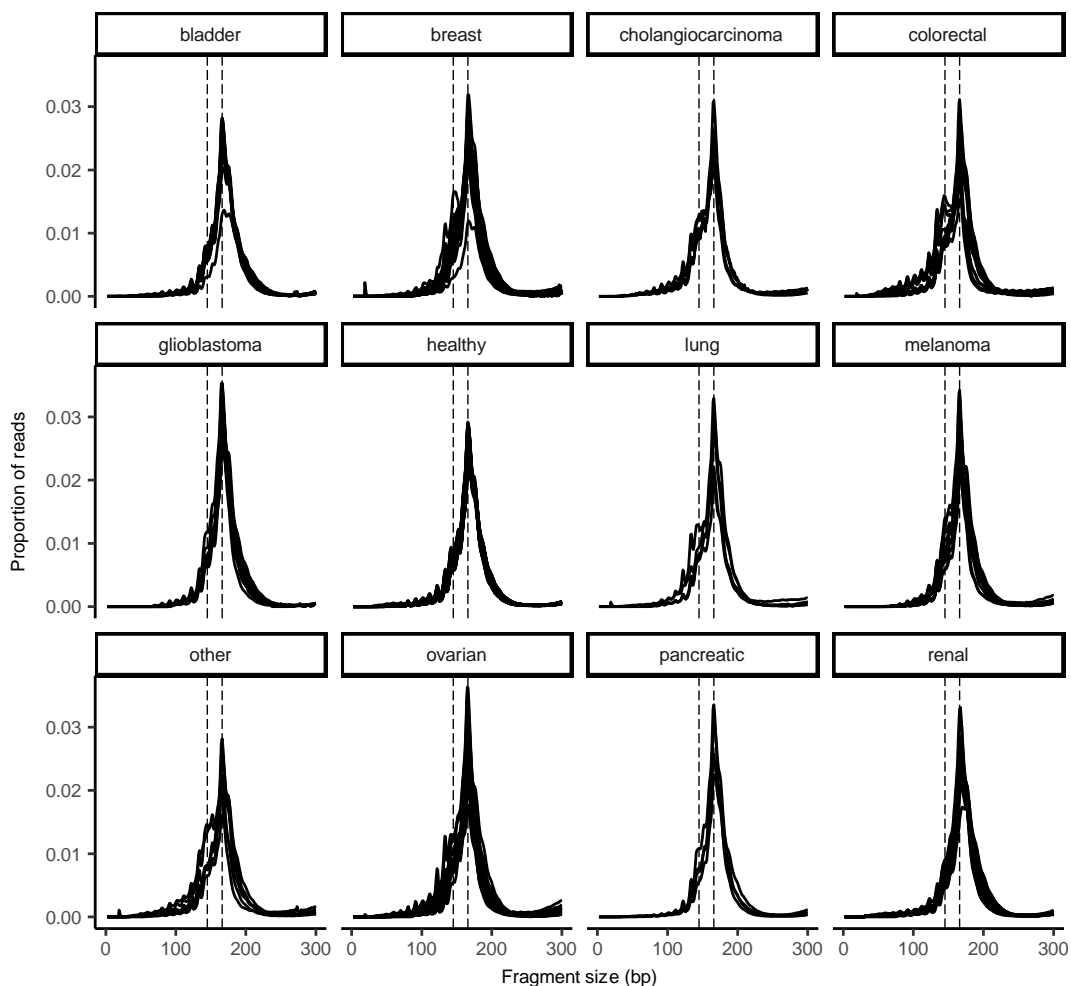 bladder breast cholangiocarcinoma colorectal
0.03
0.02
0.01
0.00
glioblastoma healthy lung melanoma
0.03
0.02
0.01
0.00
Proportion of reads
other ovarian pancreatic renal
0.03
0.02
0.01
0.00
0 100 200 300 0 100 200 300 0 100 200 300 0 100 200 300
Fragment size (bp)